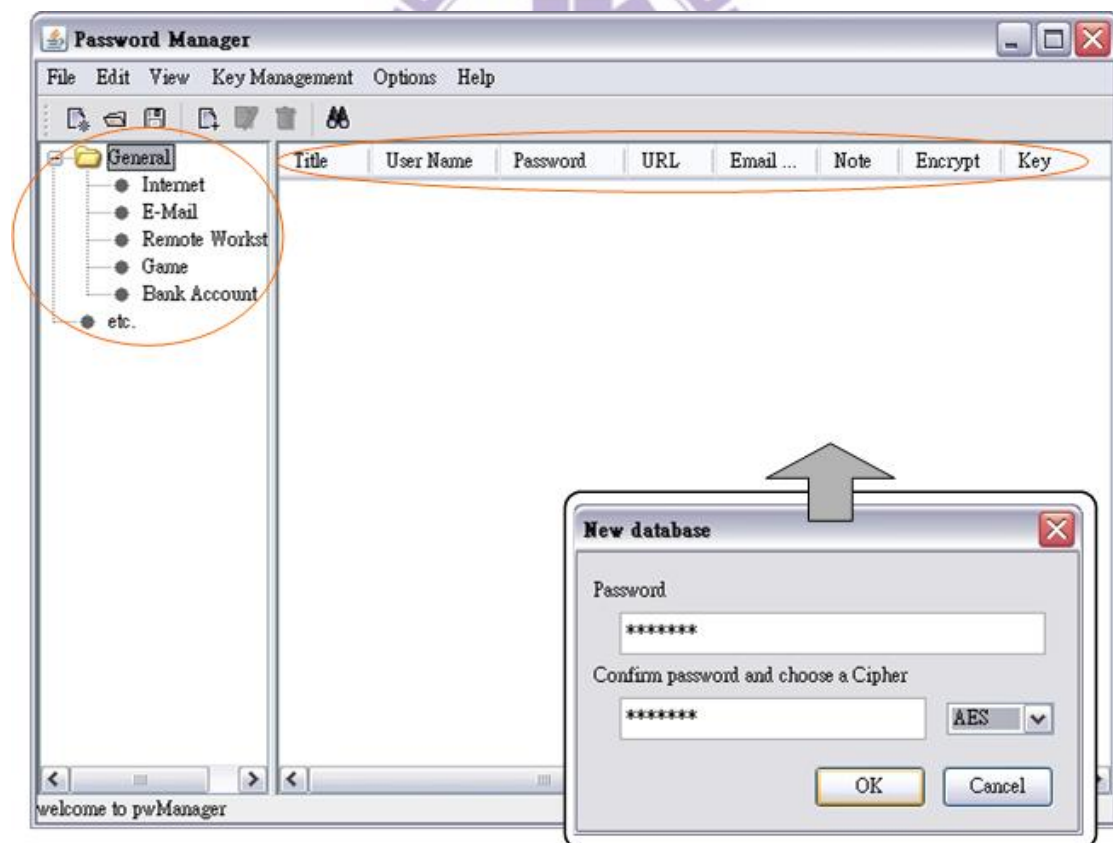 Password Manager
File Edit View Key Management Options Help
General
Internet
E-Mail
Remote Workst
Game
Bank Account
etc.
Title User Name Password URL Email ... Note Encrypt Key
New database
Password
*******
Confirm password and choose a Cipher
******* AES
OK Cancel
welcome to pwManager